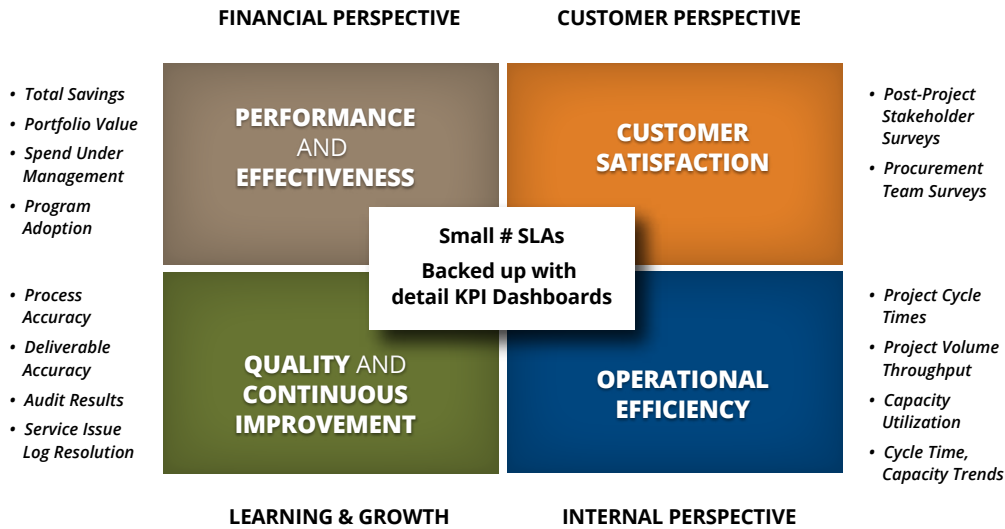 FINANCIAL PERSPECTIVE
CUSTOMER PERSPECTIVE
• Total Savings
• Portfolio Value
• Spend Under
Management
• Program
Adoption
PERFORMANCE
AND
EFFECTIVENESS
CUSTOMER
SATISFACTION
• Post-Project
Stakeholder
Surveys
• Procurement
Team Surveys
Small # SLAs
Backed up with
detail KPI Dashboards
• Process
Accuracy
• Deliverable
Accuracy
• Audit Results
• Service Issue
Log Resolution
QUALITY AND
CONTINUOUS
IMPROVEMENT
OPERATIONAL
EFFICIENCY
• Project Cycle
Times
• Project Volume
Throughput
• Capacity
Utilization
• Cycle Time,
Capacity Trends
LEARNING & GROWTH
INTERNAL PERSPECTIVE